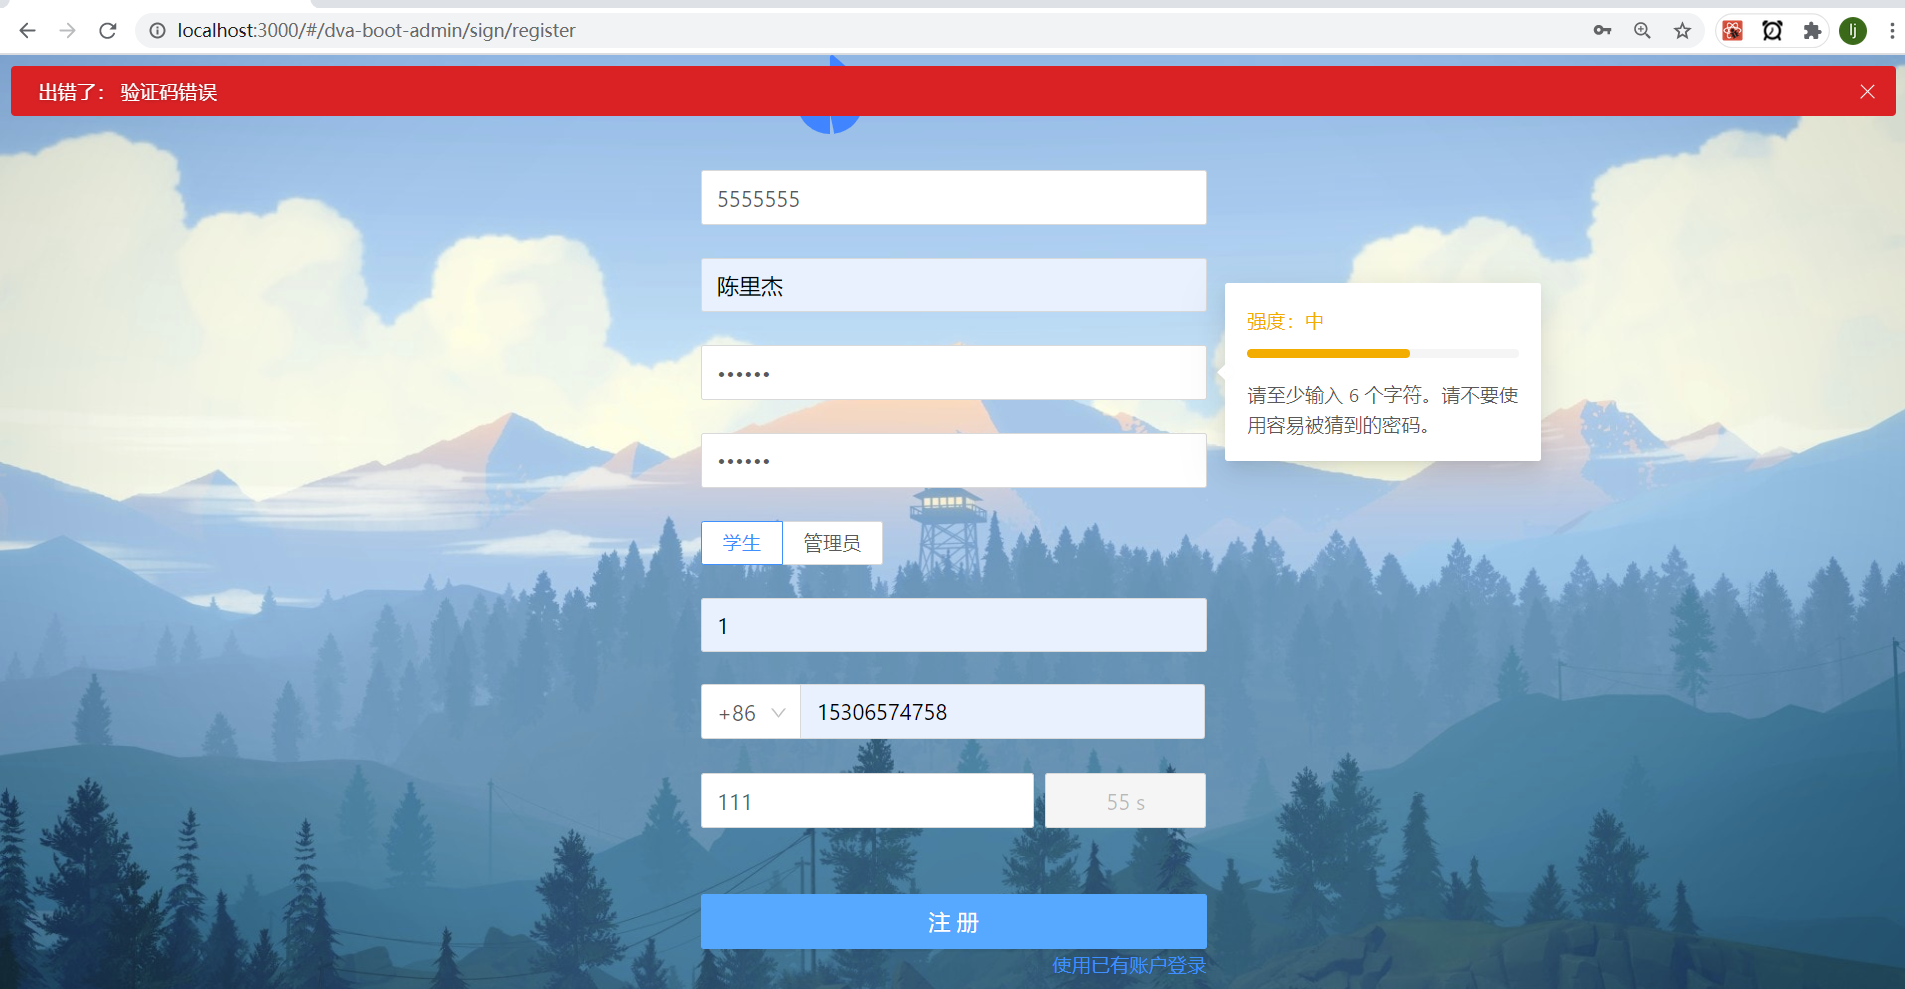 localhost:3000/#/dva-boot-admin/sign/register
lj
出错了： 验证码错误
5555555
陈里杰
••••••
强度：中
请至少输入 6 个字符。请不要使
用容易被猜到的密码。
••••••
学生 管理员
1
+86 15306574758
111 55 s
注 册
使用已有账户登录